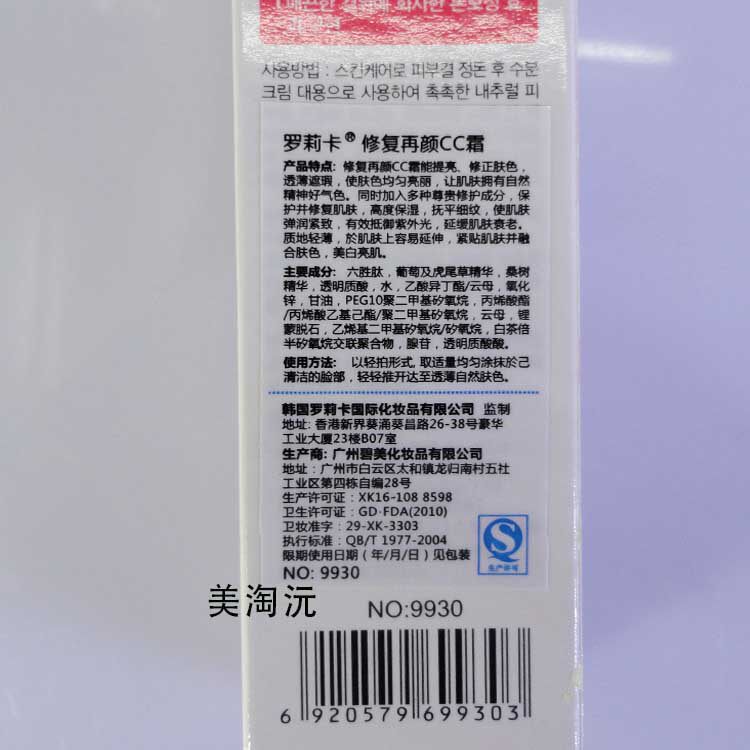 사용방법 : 스킨케어로 피부결 정돈 후 수분
크림 대용으로 사용하여 촉촉한 내추럴 피
罗莉卡® 修复再颜CC霜
产品特点: 修复再颜CC霜能提亮、修正肤色,
透薄遮瑕, 使肤色均匀亮丽, 让肌肤拥有自然
精神好气色。同时加入多种尊贵修护成分, 保
护并修复肌肤, 高度保湿, 抚平细纹, 使肌肤
弹润紧致, 有效抵御紫外光, 延缓肌肤衰老。
质地轻薄, 於肌肤上容易延伸, 紧贴肌肤并融
合肤色, 美白亮肌。
主要成分: 六胜肽, 葡萄及虎尾草精华, 桑树
精华, 透明质酸, 水, 乙酸异丁酯/云母, 氧化
锌, 甘油, PEG10聚二甲基矽氧烷, 丙烯酸酯
/丙烯酸乙基己酯/聚二甲基矽氧烷, 云母, 锂
蒙脱石, 乙烯基二甲基矽氧烷/矽氧烷, 白茶倍
半矽氧烷交联聚合物, 腺苷, 透明质酸酸。
使用方法: 以轻拍形式, 取适量均匀涂抹於己
清洁的脸部, 轻轻推开达至透薄自然肤色。
韩国罗莉卡国际化妆品有限公司 监制
地址: 香港新界葵涌葵昌路26-38号豪华
工业大厦23楼B07室
生产商: 广州碧美化妆品有限公司
地址: 广州市白云区太和镇龙归南村五社
工业区第四栋自编28号
生产许可证: XK16-108 8598
卫生许可证: GD·FDA(2010)
卫妆准字: 29-XK-3303
执行标准: QB/T 1977-2004
限期使用日期 (年/月/日) 见包装
NO: 9930
生产许可
美淘沅
NO:9930
6 920579 699303